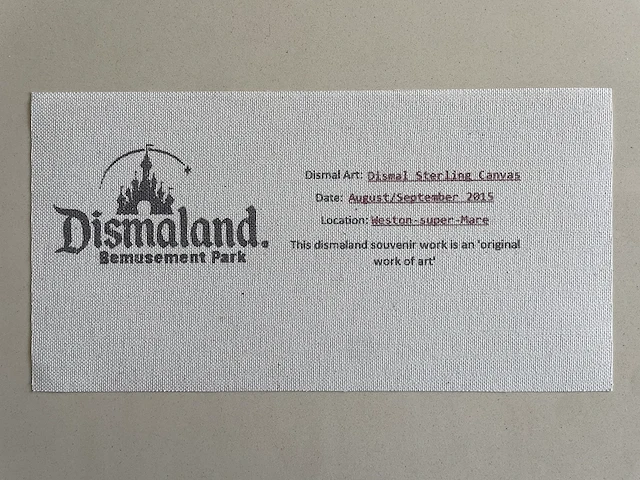 Dismaland.
Bemusement Park
Dismal Art: Dismal Sterling Canvas
Date: August/September 2015
Location: Weston-super-Mare
This dismaland souvenir work is an 'original
work of art'